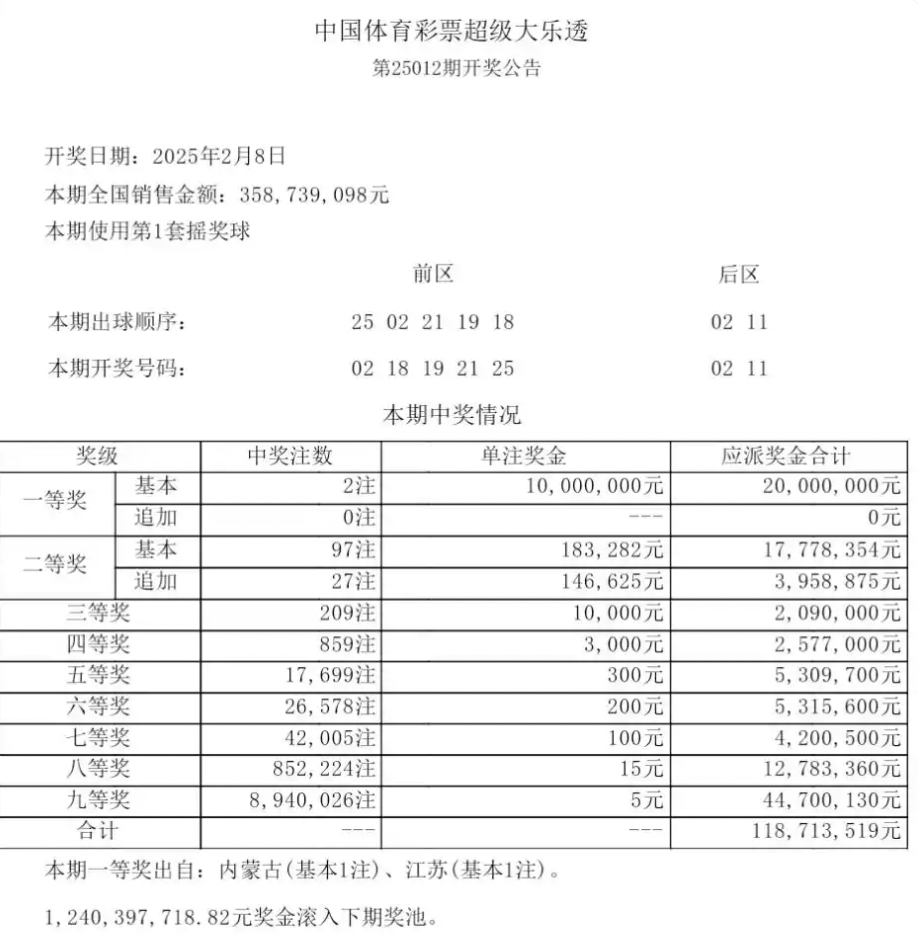 中国体育彩票超级大乐透
第25012期开奖公告
开奖日期：2025年2月8日
本期全国销售金额：358,739,098元
本期使用第1套摇奖球
前区 后区
本期出球顺序： 25 02 21 19 18 02 11
本期开奖号码： 02 18 19 21 25 02 11
本期中奖情况
奖级 中奖注数 单注奖金 应派奖金合计
一等奖 基本 2注 10,000,000元 20,000,000元
追加 0注 --- 0元
二等奖 基本 97注 183,282元 17,778,354元
追加 27注 146,625元 3,958,875元
三等奖 209注 10,000元 2,090,000元
四等奖 859注 3,000元 2,577,000元
五等奖 17,699注 300元 5,309,700元
六等奖 26,578注 200元 5,315,600元
七等奖 42,005注 100元 4,200,500元
八等奖 852,224注 15元 12,783,360元
九等奖 8,940,026注 5元 44,700,130元
合计 --- --- 118,713,519元
本期一等奖出自：内蒙古(基本1注)、江苏(基本1注)。
1,240,397,718.82元奖金滚入下期奖池。